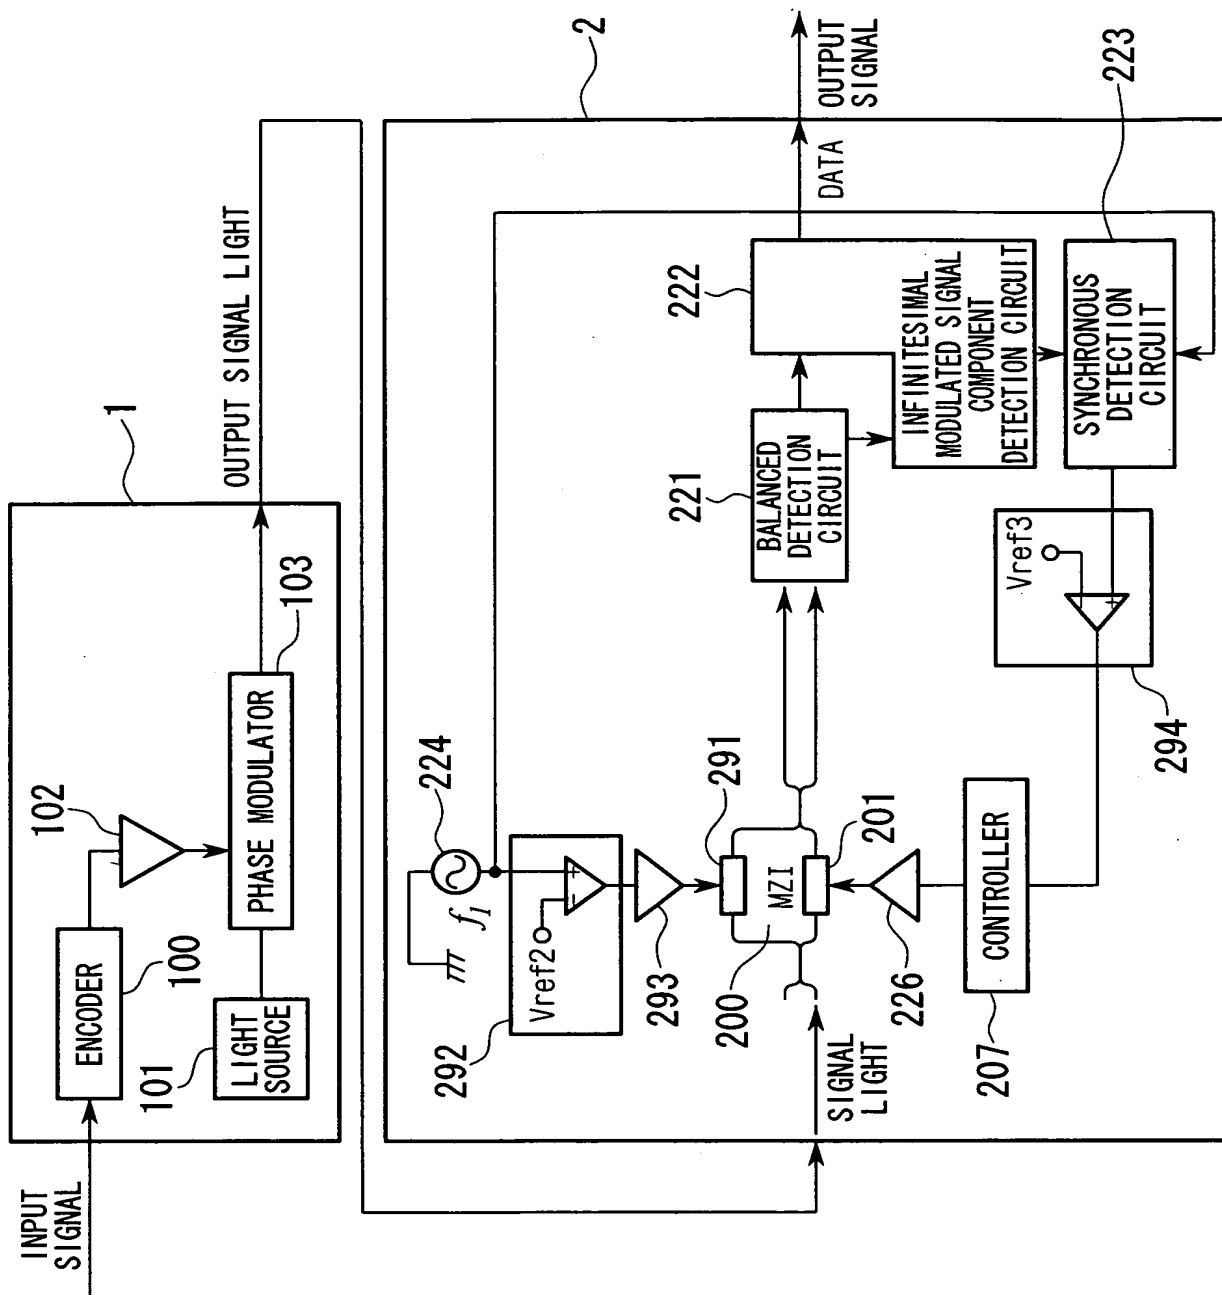 INPUT
SIGNAL
1
ENCODER
100
101
LIGHT
SOURCE
102
PHASE MODULATOR
103
OUTPUT SIGNAL LIGHT
2
SIGNAL
LIGHT
292
Vref2
f1
224
293
200
MZI
291
201
226
207
CONTROLLER
221
BALANCED
DETECTION
CIRCUIT
222
INFINITESIMAL
MODULATED SIGNAL
COMPONENT
DETECTION CIRCUIT
DATA
OUTPUT
SIGNAL
223
SYNCHRONOUS
DETECTION
CIRCUIT
Vref3
294
+
-
+
-